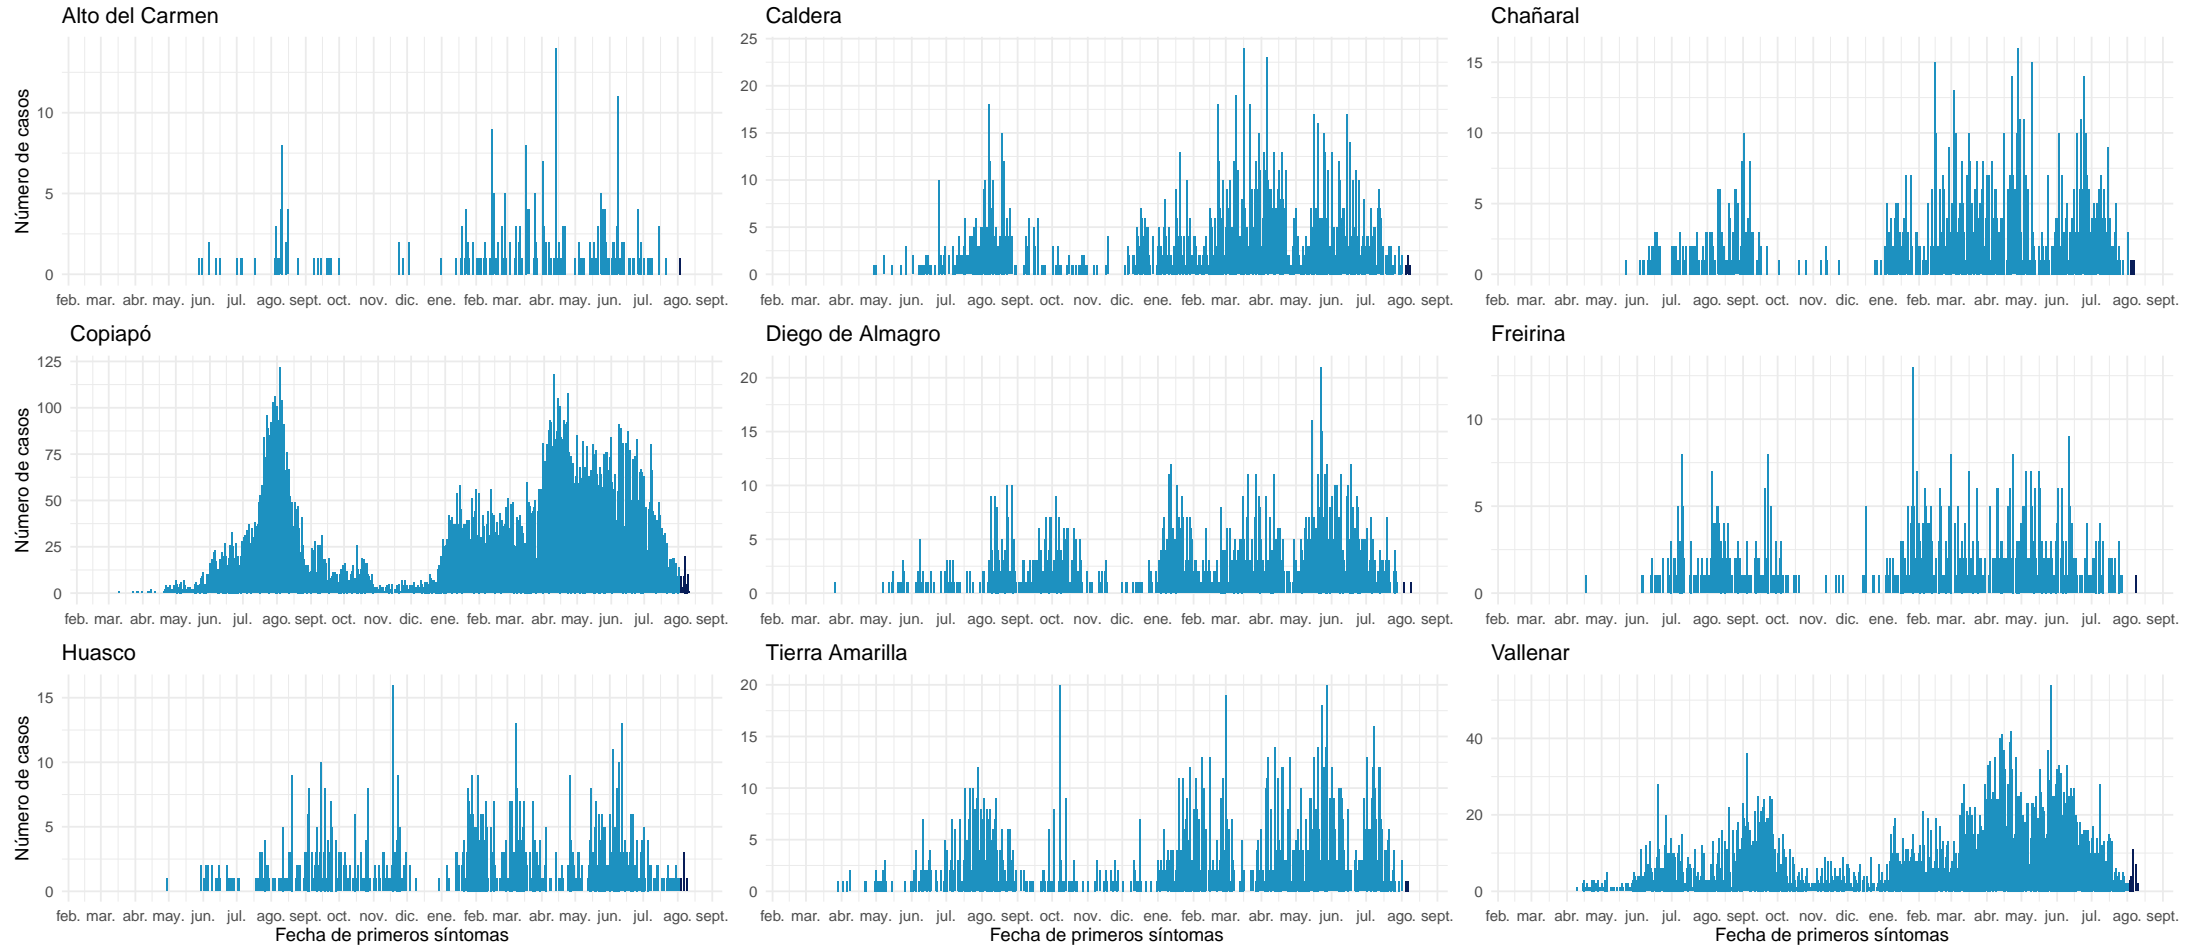 Alto del Carmen
Caldera
Chañaral
Número de casos
10
5
0
25
20
15
10
5
0
15
10
5
0
feb. mar. abr. may. jun. jul. ago. sept. oct. nov. dic. ene. feb. mar. abr. may. jun. jul. ago. sept.
feb. mar. abr. may. jun. jul. ago. sept. oct. nov. dic. ene. feb. mar. abr. may. jun. jul. ago. sept.
feb. mar. abr. may. jun. jul. ago. sept. oct. nov. dic. ene. feb. mar. abr. may. jun. jul. ago. sept.
Copiapó
Diego de Almagro
Freirina
Número de casos
125
100
75
50
25
0
20
15
10
5
0
10
5
0
feb. mar. abr. may. jun. jul. ago. sept. oct. nov. dic. ene. feb. mar. abr. may. jun. jul. ago. sept.
feb. mar. abr. may. jun. jul. ago. sept. oct. nov. dic. ene. feb. mar. abr. may. jun. jul. ago. sept.
feb. mar. abr. may. jun. jul. ago. sept. oct. nov. dic. ene. feb. mar. abr. may. jun. jul. ago. sept.
Huasco
Tierra Amarilla
Vallenar
Número de casos
15
10
5
0
20
15
10
5
0
40
20
0
feb. mar. abr. may. jun. jul. ago. sept. oct. nov. dic. ene. feb. mar. abr. may. jun. jul. ago. sept.
feb. mar. abr. may. jun. jul. ago. sept. oct. nov. dic. ene. feb. mar. abr. may. jun. jul. ago. sept.
feb. mar. abr. may. jun. jul. ago. sept. oct. nov. dic. ene. feb. mar. abr. may. jun. jul. ago. sept.
Fecha de primeros síntomas
Fecha de primeros síntomas
Fecha de primeros síntomas